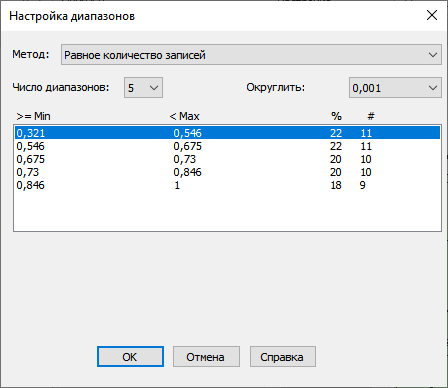 Настройка диапазонов
Метод: Равное количество записей
Число диапазонов: 5 Округлить: 0,001
>= Min < Max % #
0,321 0,546 22 11
0,546 0,675 22 11
0,675 0,73 20 10
0,73 0,846 20 10
0,846 1 18 9
OK Отмена Справка